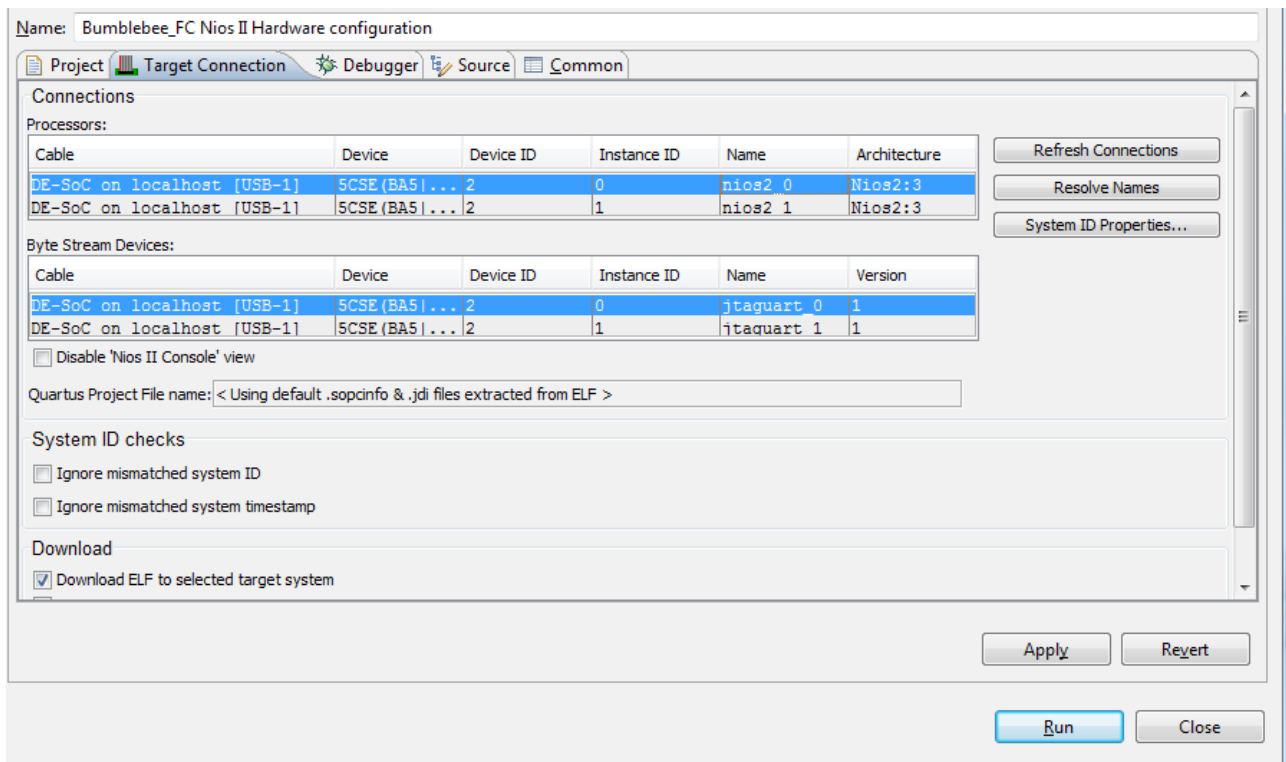 Name: Bumblebee_FC Nios II Hardware configuration
Project Target Connection Debugger Source Common
Connections
Processors:
Cable Device Device ID Instance ID Name Architecture
DE-SoC on localhost [USB-1] 5CSE(BA5|... 2 0 nios2_0 Nios2:3
DE-SoC on localhost [USB-1] 5CSE(BA5|... 2 1 nios2_1 Nios2:3
Refresh Connections
Resolve Names
System ID Properties...
Byte Stream Devices:
Cable Device Device ID Instance ID Name Version
DE-SoC on localhost [USB-1] 5CSE(BA5|... 2 0 jtaguart_0 1
DE-SoC on localhost [USB-1] 5CSE(BA5|... 2 1 jtaguart_1 1
Disable 'Nios II Console' view
Quartus Project File name: < Using default .sopcinfo & .jdi files extracted from ELF >
System ID checks
Ignore mismatched system ID
Ignore mismatched system timestamp
Download
Download ELF to selected target system
Apply Revert
Run Close